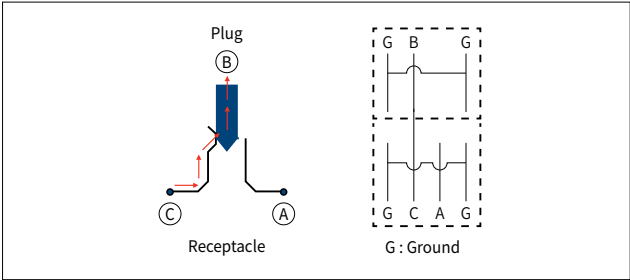 Plug
B
C
A
Receptacle
G B G
G C A G
G : Ground